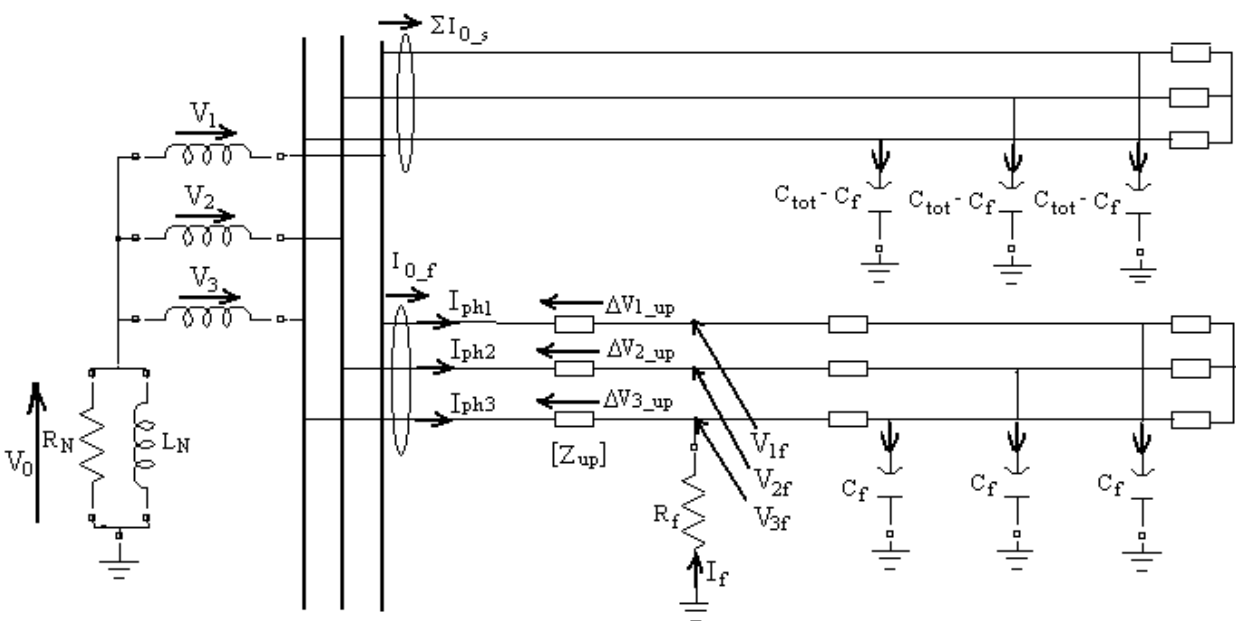 ΣI0_s
V1
V2
V3
Ctot - Cf
Ctot - Cf
Ctot - Cf
I0_f
Iph1
ΔV1_up
Iph2
ΔV2_up
Iph3
ΔV3_up
[Zup]
V0
RN
LN
V1f
V2f
V3f
Rf
If
Cf
Cf
Cf